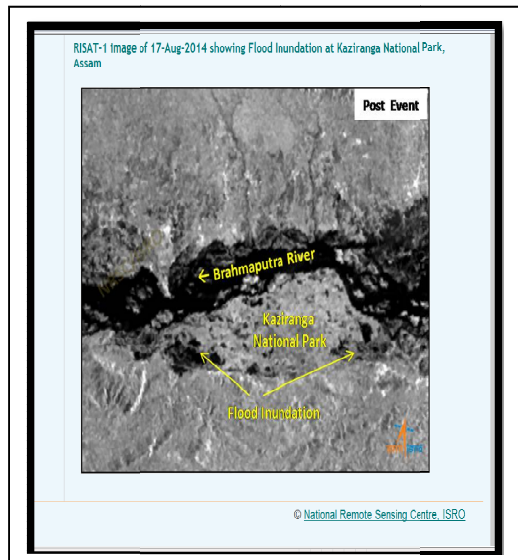 RISAT-1 image of 17-Aug-2014 showing Flood Inundation at Kaziranga National Park,
Assam
Post Event
← Brahmaputra River
Kaziranga
National Park
Flood Inundation
© National Remote Sensing Centre, ISRO